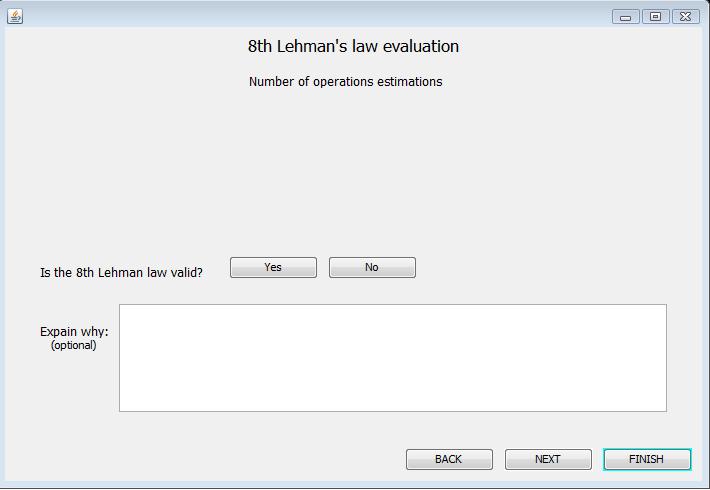 8th Lehman's law evaluation
Number of operations estimations
Is the 8th Lehman law valid?
Yes
No
Expain why:
(optional)
BACK
NEXT
FINISH